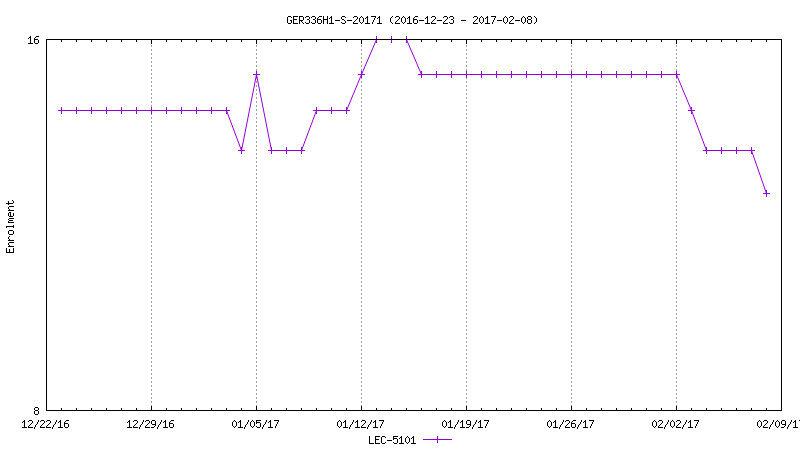 GER336H1-S-20171 (2016-12-23 - 2017-02-08)
16
Enrolment
8
12/22/16 12/29/16 01/05/17 01/12/17 01/19/17 01/26/17 02/02/17 02/09/1
LEC-5101